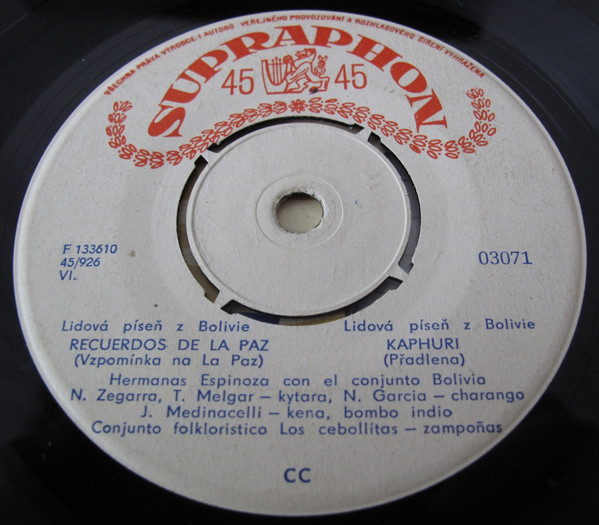 VŠECHNA PRÁVA VÝROBCE I AUTORŮ VEŘEJNÉHO PROVOZOVÁNÍ A ROZHLASOVÉHO ŠÍŘENÍ VYHRAZENA
SUPRAPHON
45 45
F 133610
45/926
VI.
03071
Lidová píseň z Bolivie Lidová píseň z Bolivie
RECUERDOS DE LA PAZ KAPHURI
(Vzpomínka na La Paz) (Přadlena)
Hermanas Espinoza con el conjunto Bolivia
N. Zegarra, T. Melgar – kytara, N. Garcia – charango
J. Medinacelli – kena, bombo indio
Conjunto folkloristico Los cebollitas – zampoñas
CC